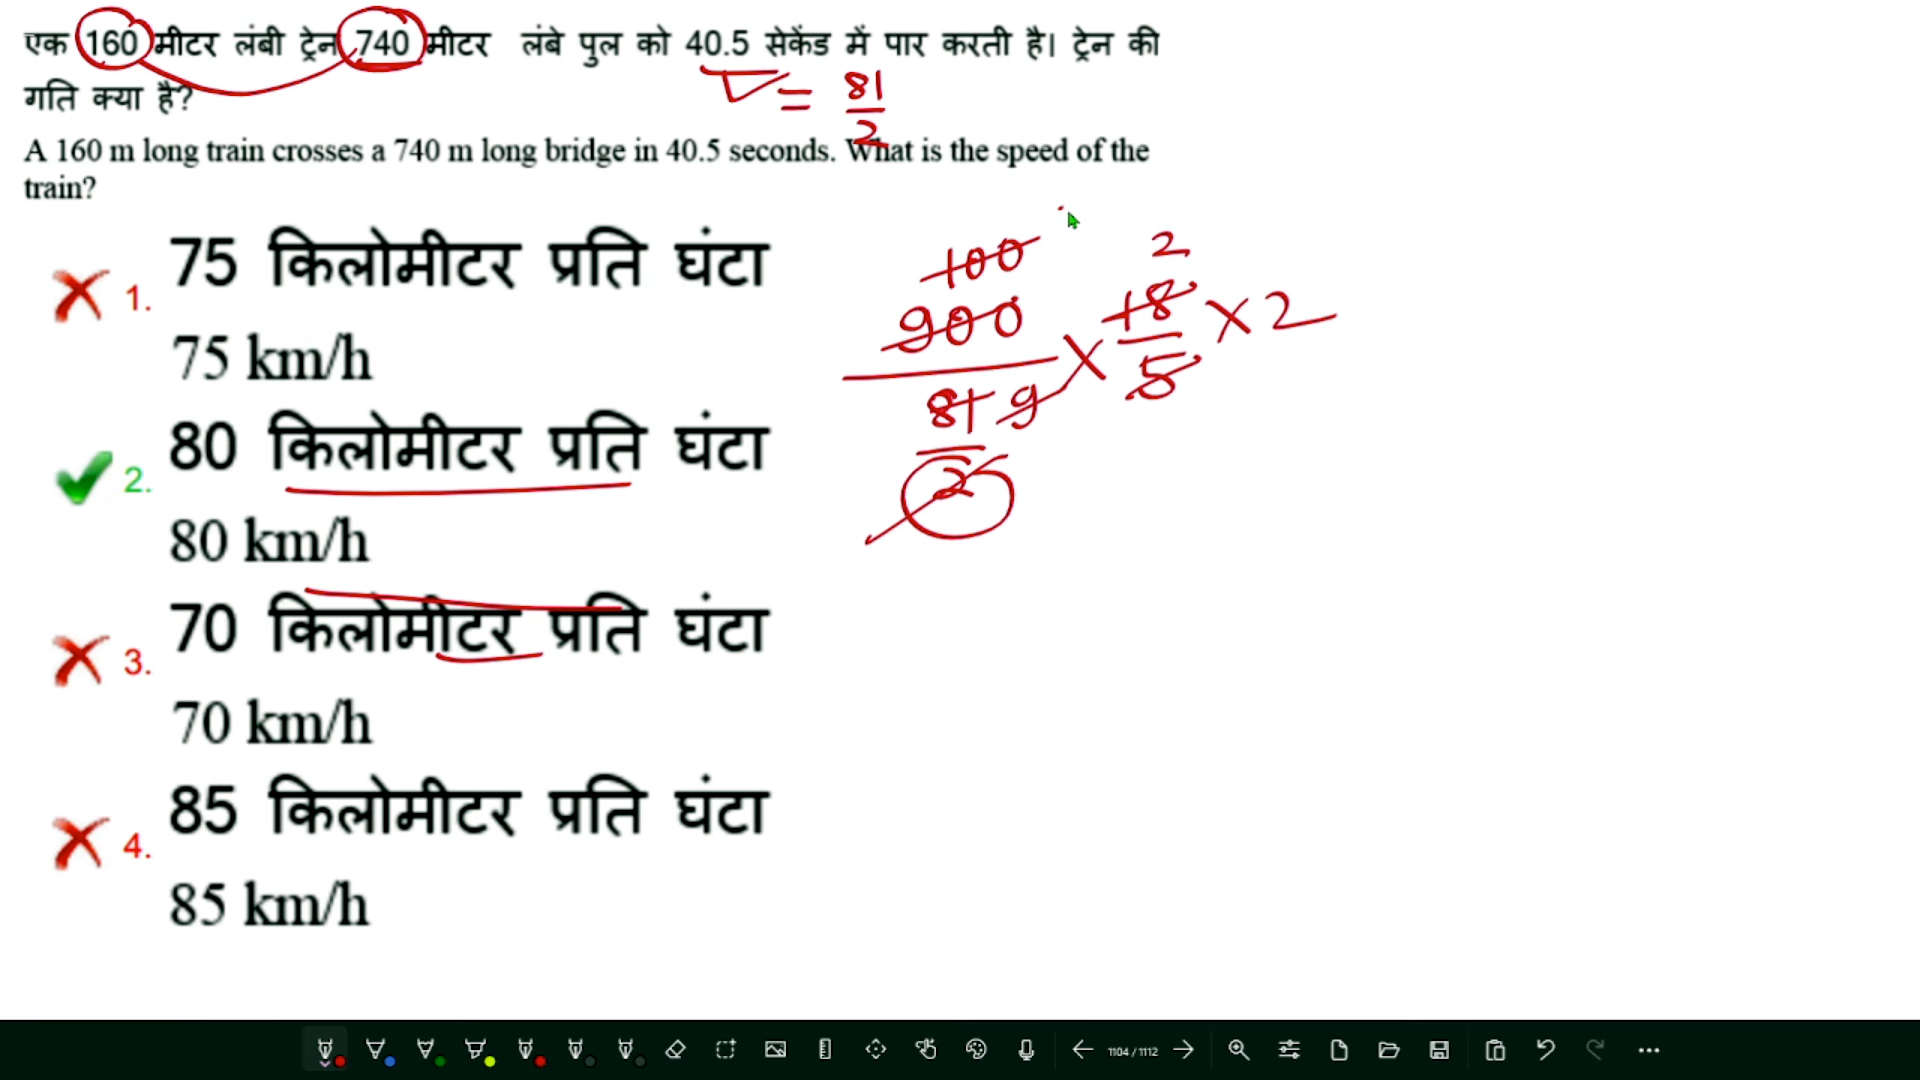 एक 160 मीटर लंबी ट्रेन 740 मीटर लंबे पुल को 40.5 सेकेंड में पार करती है। ट्रेन की
गति क्या है?
= 81/2
A 160 m long train crosses a 740 m long bridge in 40.5 seconds. What is the speed of the
train?
1. 75 किलोमीटर प्रति घंटा
75 km/h
2. 80 किलोमीटर प्रति घंटा
80 km/h
3. 70 किलोमीटर प्रति घंटा
70 km/h
4. 85 किलोमीटर प्रति घंटा
85 km/h
100 2
900 × 18/5 × 2
81 9
2
1104 / 1112